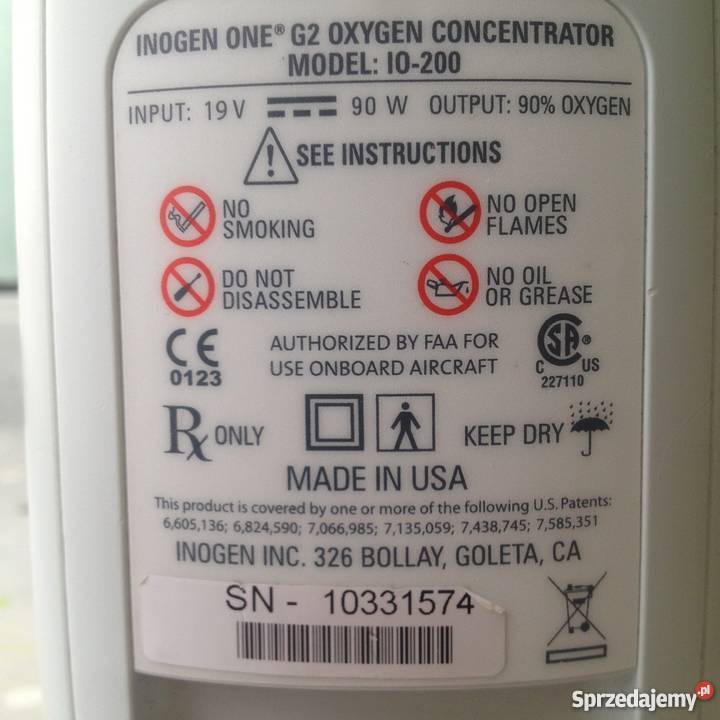 INOGEN ONE® G2 OXYGEN CONCENTRATOR
MODEL: IO-200
INPUT: 19 V 90 W OUTPUT: 90% OXYGEN
SEE INSTRUCTIONS
NO SMOKING
NO OPEN FLAMES
DO NOT DISASSEMBLE
NO OIL OR GREASE
CE 0123
AUTHORIZED BY FAA FOR
USE ONBOARD AIRCRAFT
CSA®
C US
227110
Rx ONLY
KEEP DRY
MADE IN USA
This product is covered by one or more of the following U.S. Patents:
6,605,136; 6,824,590; 7,066,985; 7,135,059; 7,438,745; 7,585,351
INOGEN INC. 326 BOLLAY, GOLETA, CA
SN - 10331574
Sprzedajemy.pl